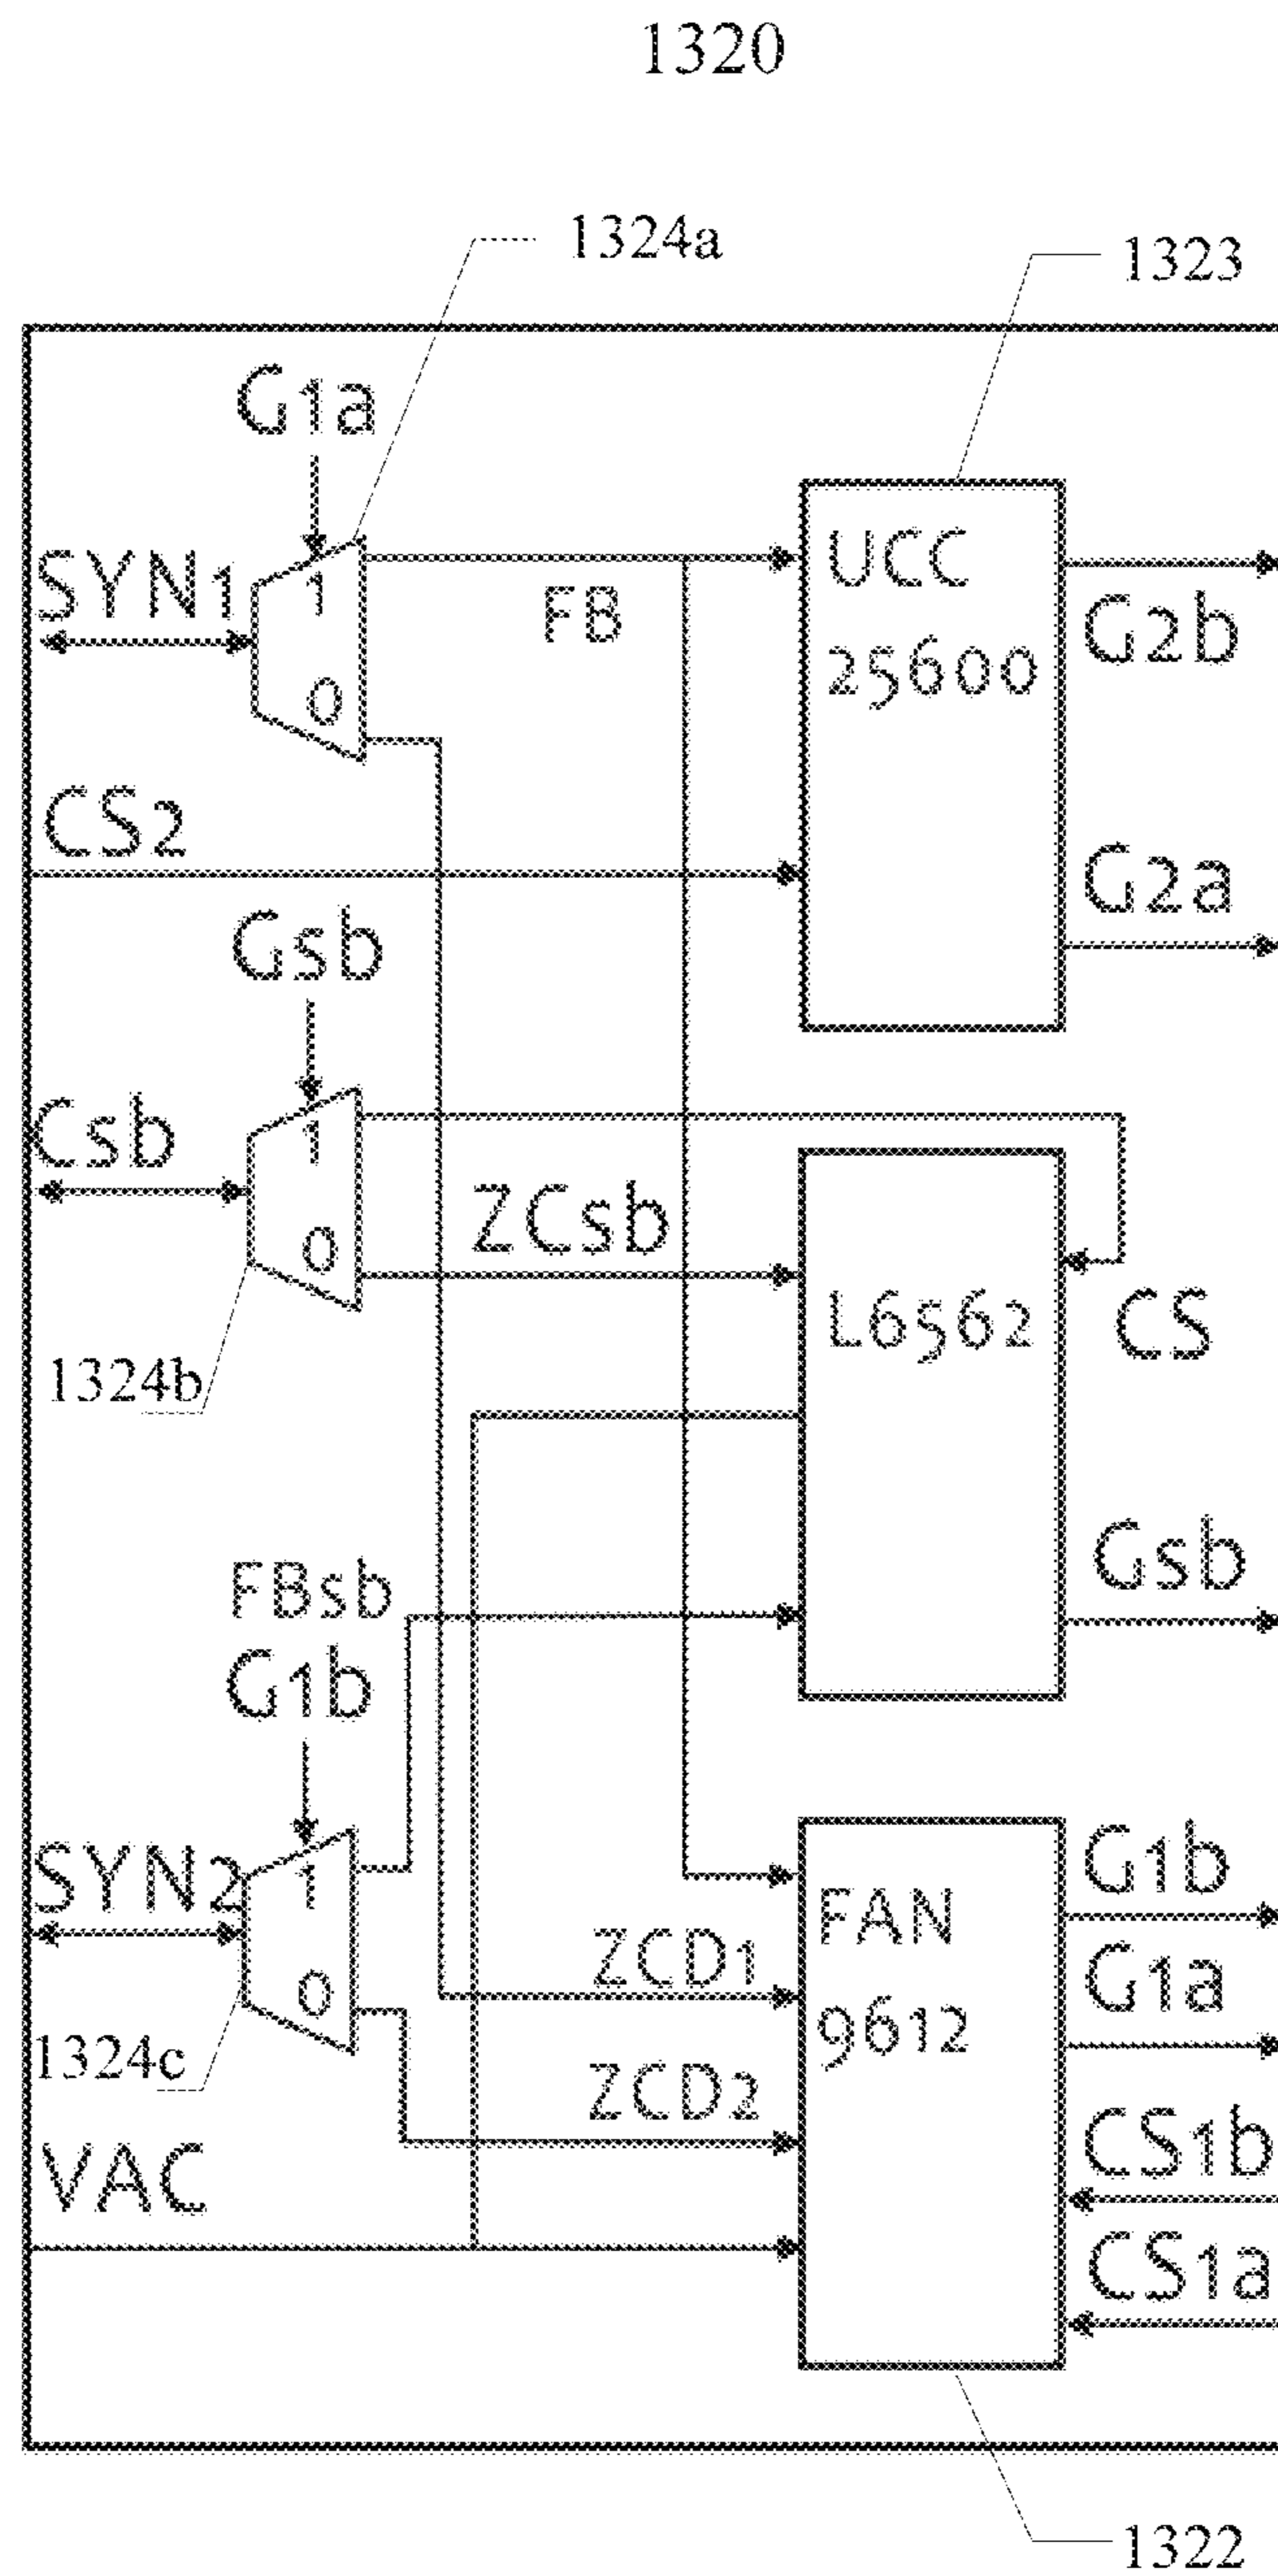 1320
1324a
1323
G1a
SYN1
1
0
FB
UCC
25600
G2b
CS2
G2a
Gsb
Csb
1
0
ZCsb
L6562
CS
1324b
Gsb
FBsb
G1b
SYN2
1
0
FAN
9612
G1b
ZCD1
G1a
1324c
ZCD2
CS1b
VAC
CS1a
1322